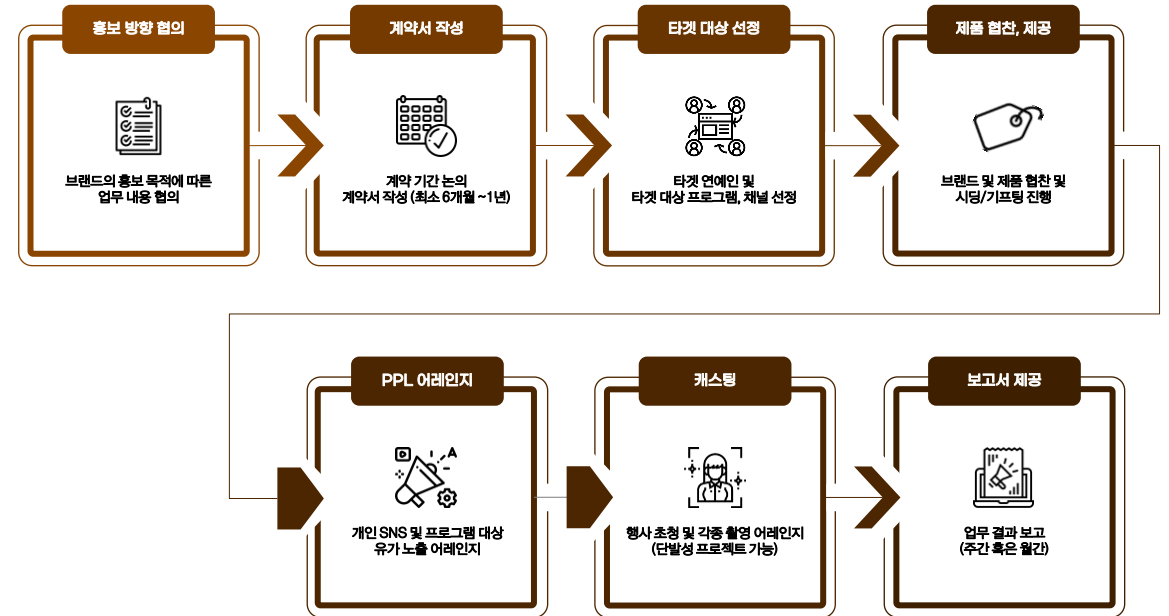 홍보 방향 협의
브랜드의 홍보 목적에 따른
업무 내용 협의
계약서 작성
계약 기간 논의
계약서 작성 (최소 6개월 ~1년)
타겟 대상 선정
타겟 연예인 및
타겟 대상 프로그램, 채널 선정
제품 협찬, 제공
브랜드 및 제품 협찬 및
시딩/기프팅 진행
PPL 어레인지
A
개인 SNS 및 프로그램 대상
유가 노출 어레인지
캐스팅
행사 초청 및 각종 촬영 어레인지
(단발성 프로젝트 가능)
보고서 제공
업무 결과 보고
(주간 혹은 월간)